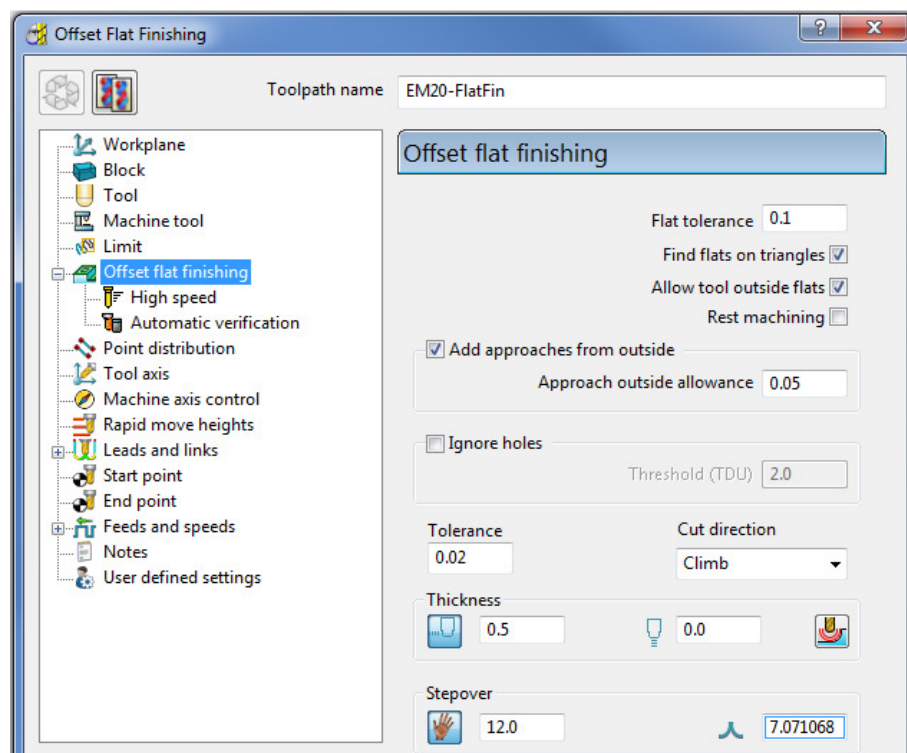 Offset Flat Finishing
Toolpath name EM20-FlatFin
Workplane
Block
Tool
Machine tool
Limit
Offset flat finishing
High speed
Automatic verification
Point distribution
Tool axis
Machine axis control
Rapid move heights
Leads and links
Start point
End point
Feeds and speeds
Notes
User defined settings
Offset flat finishing
Flat tolerance 0.1
Find flats on triangles
Allow tool outside flats
Rest machining
Add approaches from outside
Approach outside allowance 0.05
Ignore holes
Threshold (TDU) 2.0
Tolerance Cut direction
0.02 Climb
Thickness
0.5 0.0
Stepover
12.0 7.071068